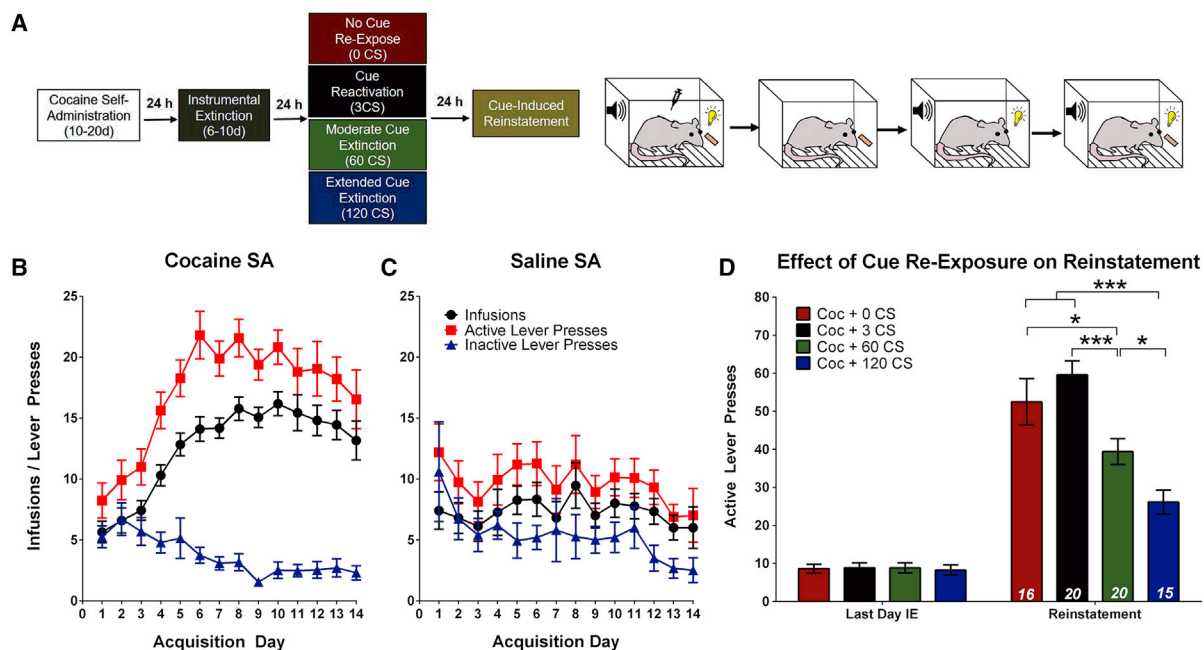 A
Cocaine Self-
Administration
(10-20d)
24 h
Instrumental
Extinction
(6-10d)
24 h
No Cue
Re-Expose
(0 CS)
Cue
Reactivation
(3CS)
Moderate Cue
Extinction
(60 CS)
Extended Cue
Extinction
(120 CS)
24 h
Cue-Induced
Reinstatement
B
Cocaine SA
Infusions / Lever Presses
25
20
15
10
5
0
0 1 2 3 4 5 6 7 8 9 10 11 12 13 14
Acquisition Day
C
Saline SA
Infusions
Active Lever Presses
Inactive Lever Presses
25
20
15
10
5
0
0 1 2 3 4 5 6 7 8 9 10 11 12 13 14
Acquisition Day
D
Effect of Cue Re-Exposure on Reinstatement
Active Lever Presses
80
70
60
50
40
30
20
10
0
Coc + 0 CS
Coc + 3 CS
Coc + 60 CS
Coc + 120 CS
***
*
*** *
16 20 20 15
Last Day IE Reinstatement